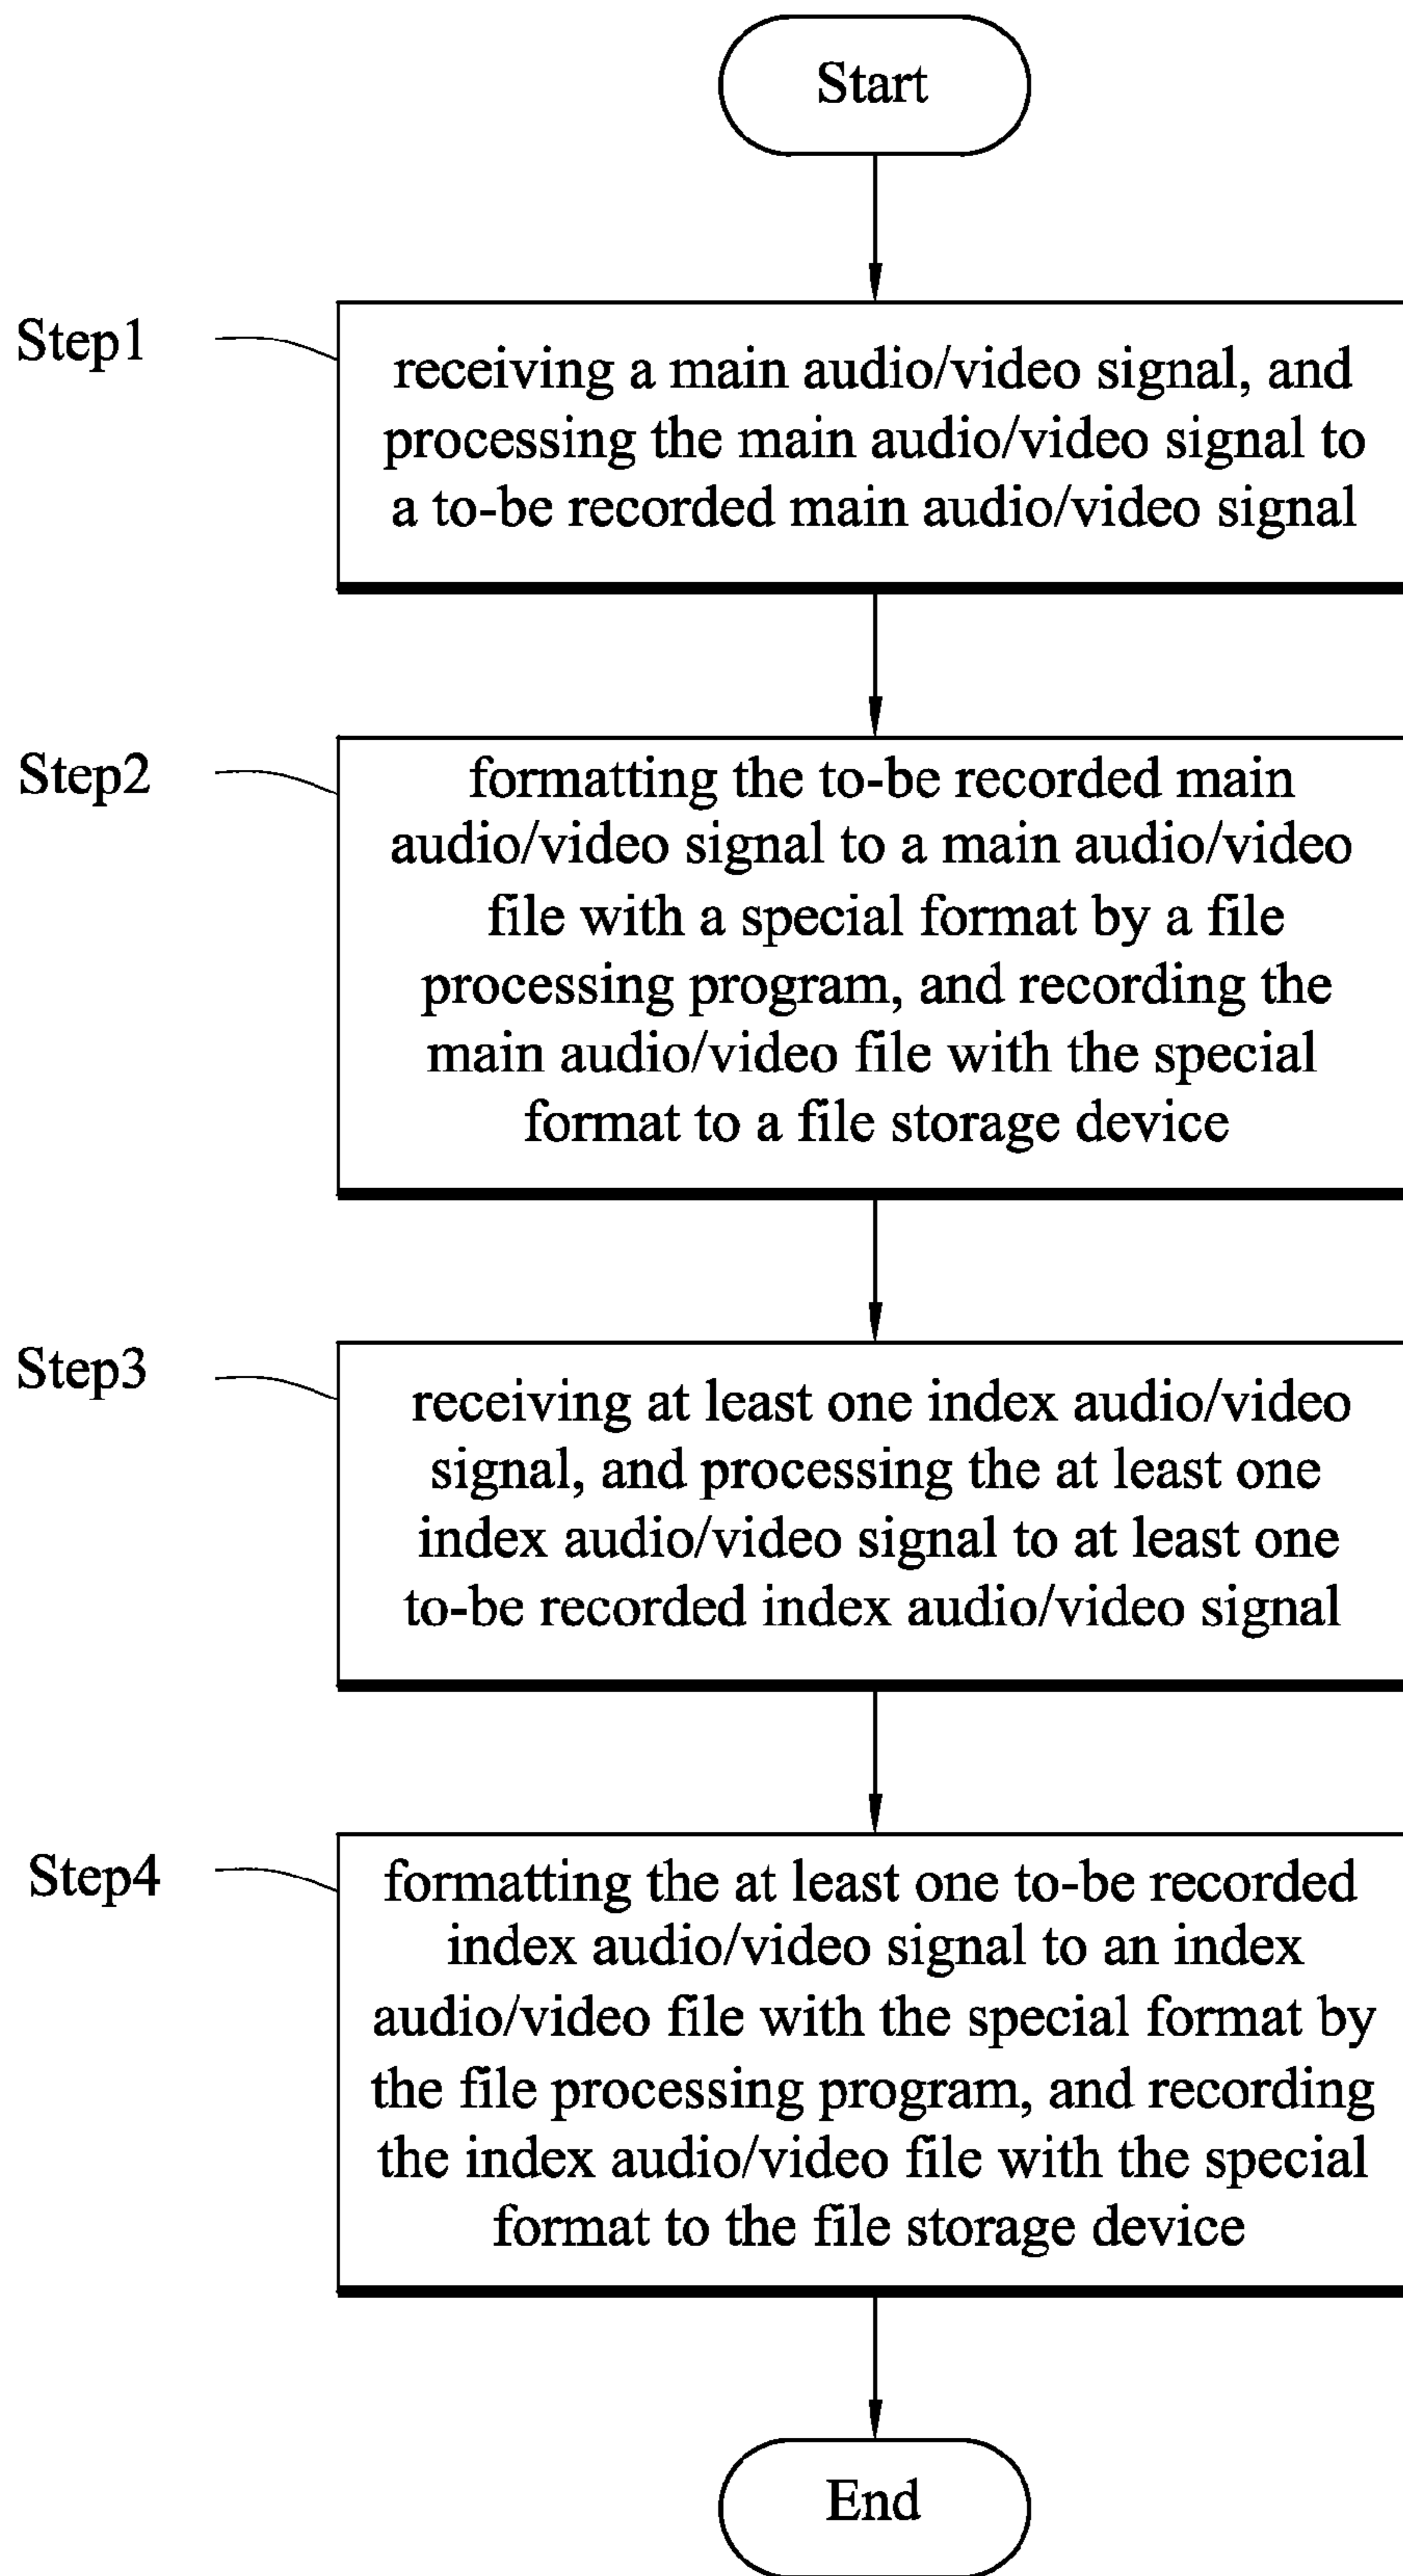 Start
Step1
receiving a main audio/video signal, and
processing the main audio/video signal to
a to-be recorded main audio/video signal
Step2
formatting the to-be recorded main
audio/video signal to a main audio/video
file with a special format by a file
processing program, and recording the
main audio/video file with the special
format to a file storage device
Step3
receiving at least one index audio/video
signal, and processing the at least one
index audio/video signal to at least one
to-be recorded index audio/video signal
Step4
formatting the at least one to-be recorded
index audio/video signal to an index
audio/video file with the special format by
the file processing program, and recording
the index audio/video file with the special
format to the file storage device
End